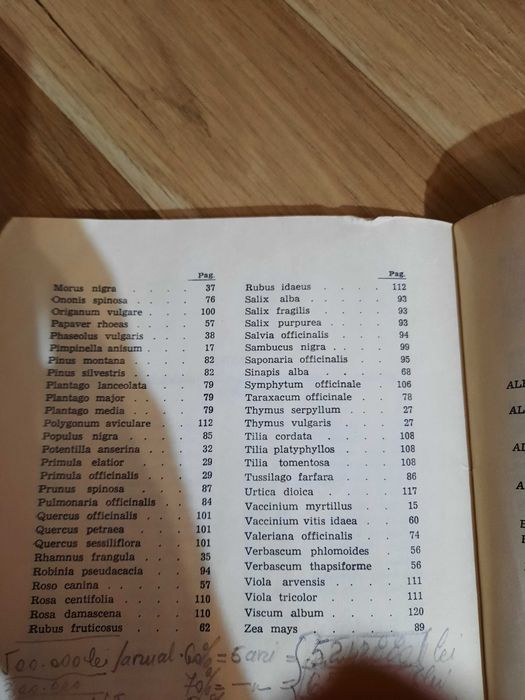 Pag.
Morus nigra . . . . 37
Ononis spinosa . . . . 76
Origanum vulgare . . . 100
Papaver rhoeas . . . . 57
Phaseolus vulgaris . . . 38
Pimpinella anisum . . . 17
Pinus montana . . . . 82
Pinus silvestris . . . . 82
Plantago lanceolata . . . 79
Plantago major . . . . 79
Plantago media . . . . 79
Polygonum aviculare . . . 112
Populus nigra . . . . 85
Potentilla anserina . . . 32
Primula elatior . . . . 29
Primula officinalis . . . 29
Prunus spinosa . . . . 87
Pulmonaria officinalis . . 84
Quercus officinalis . . . 101
Quercus petraea . . . 101
Quercus sessiliflora . . . 101
Rhamnus frangula . . . 35
Robinia pseudacacia . . . 94
Roso canina . . . . 57
Rosa centifolia . . . . 110
Rosa damascena . . . 110
Rubus fruticosus . . . 62
Pag.
Rubus idaeus . . . . 112
Salix alba . . . . . 93
Salix fragilis . . . . 93
Salix purpurea . . . . 93
Salvia officinalis . . . 94
Sambucus nigra . . . . 99
Saponaria officinalis . . . 95
Sinapis alba . . . . 68
Symphytum officinale . . 106
Taraxacum officinale . . . 78
Thymus serpyllum . . . 27
Thymus vulgaris . . . 27
Tilia cordata . . . . 108
Tilia platyphyllos . . . 108
Tilia tomentosa . . . 108
Tussilago farfara . . . 86
Urtica dioica . . . . 117
Vaccinium myrtillus . . . 15
Vaccinium vitis idaea . . 60
Valeriana officinalis . . . 74
Verbascum phlomoides . . 56
Verbascum thapsiforme . . 56
Viola arvensis . . . . 111
Viola tricolor . . . . 111
Viscum album . . . . 120
Zea mays . . . . . 89
500.000 lei /anual · 60% = 5 ani = lei
70% =